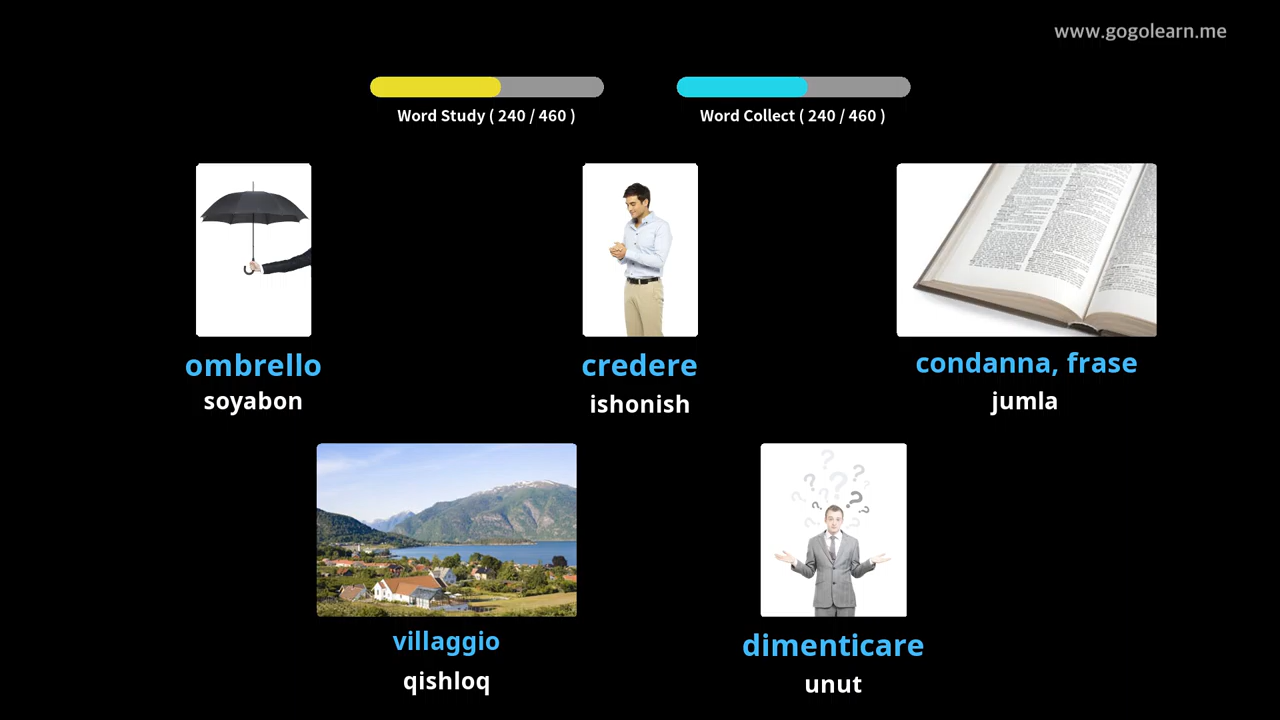 www.gogolearn.me
Word Study ( 240 / 460 )
Word Collect ( 240 / 460 )
ombrello
soyabon
credere
ishonish
condanna, frase
jumla
villaggio
qishloq
dimenticare
unut